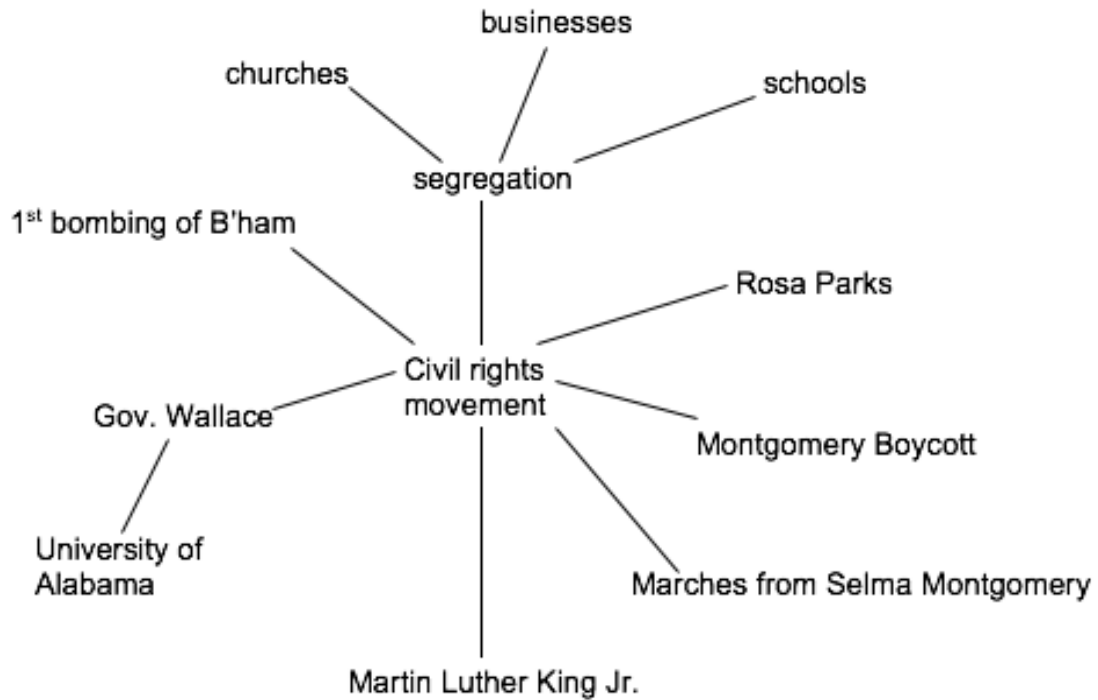 businesses
churches
schools
segregation
1st bombing of B'ham
Rosa Parks
Civil rights
movement
Gov. Wallace
Montgomery Boycott
University of
Alabama
Marches from Selma Montgomery
Martin Luther King Jr.